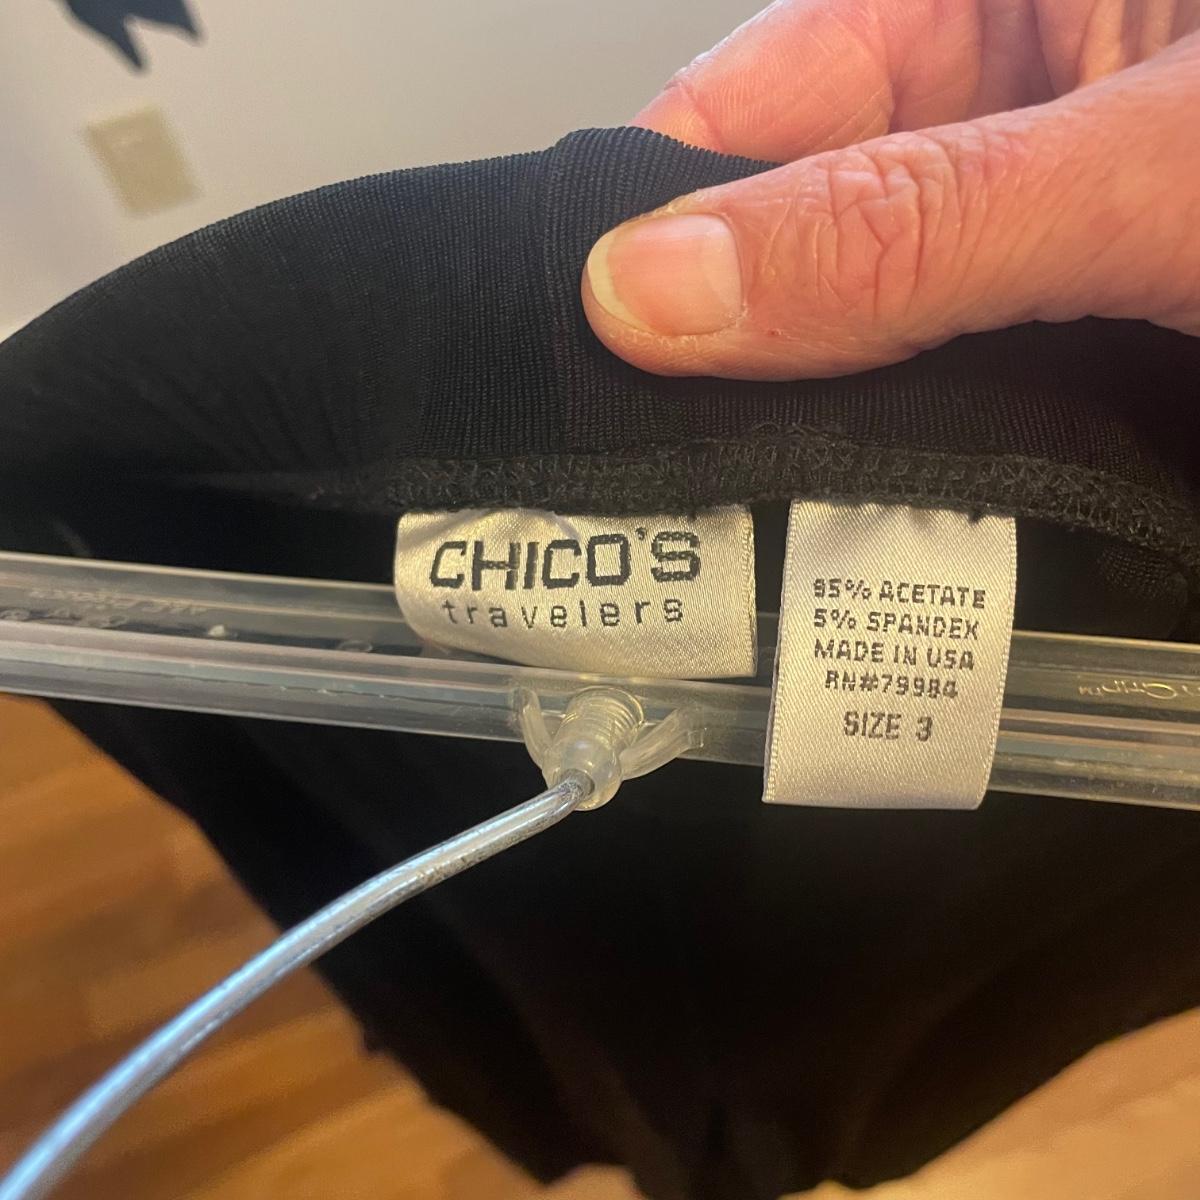 CHICO'S
travelers
95% ACETATE
5% SPANDEX
MADE IN USA
RN#79984
SIZE 3